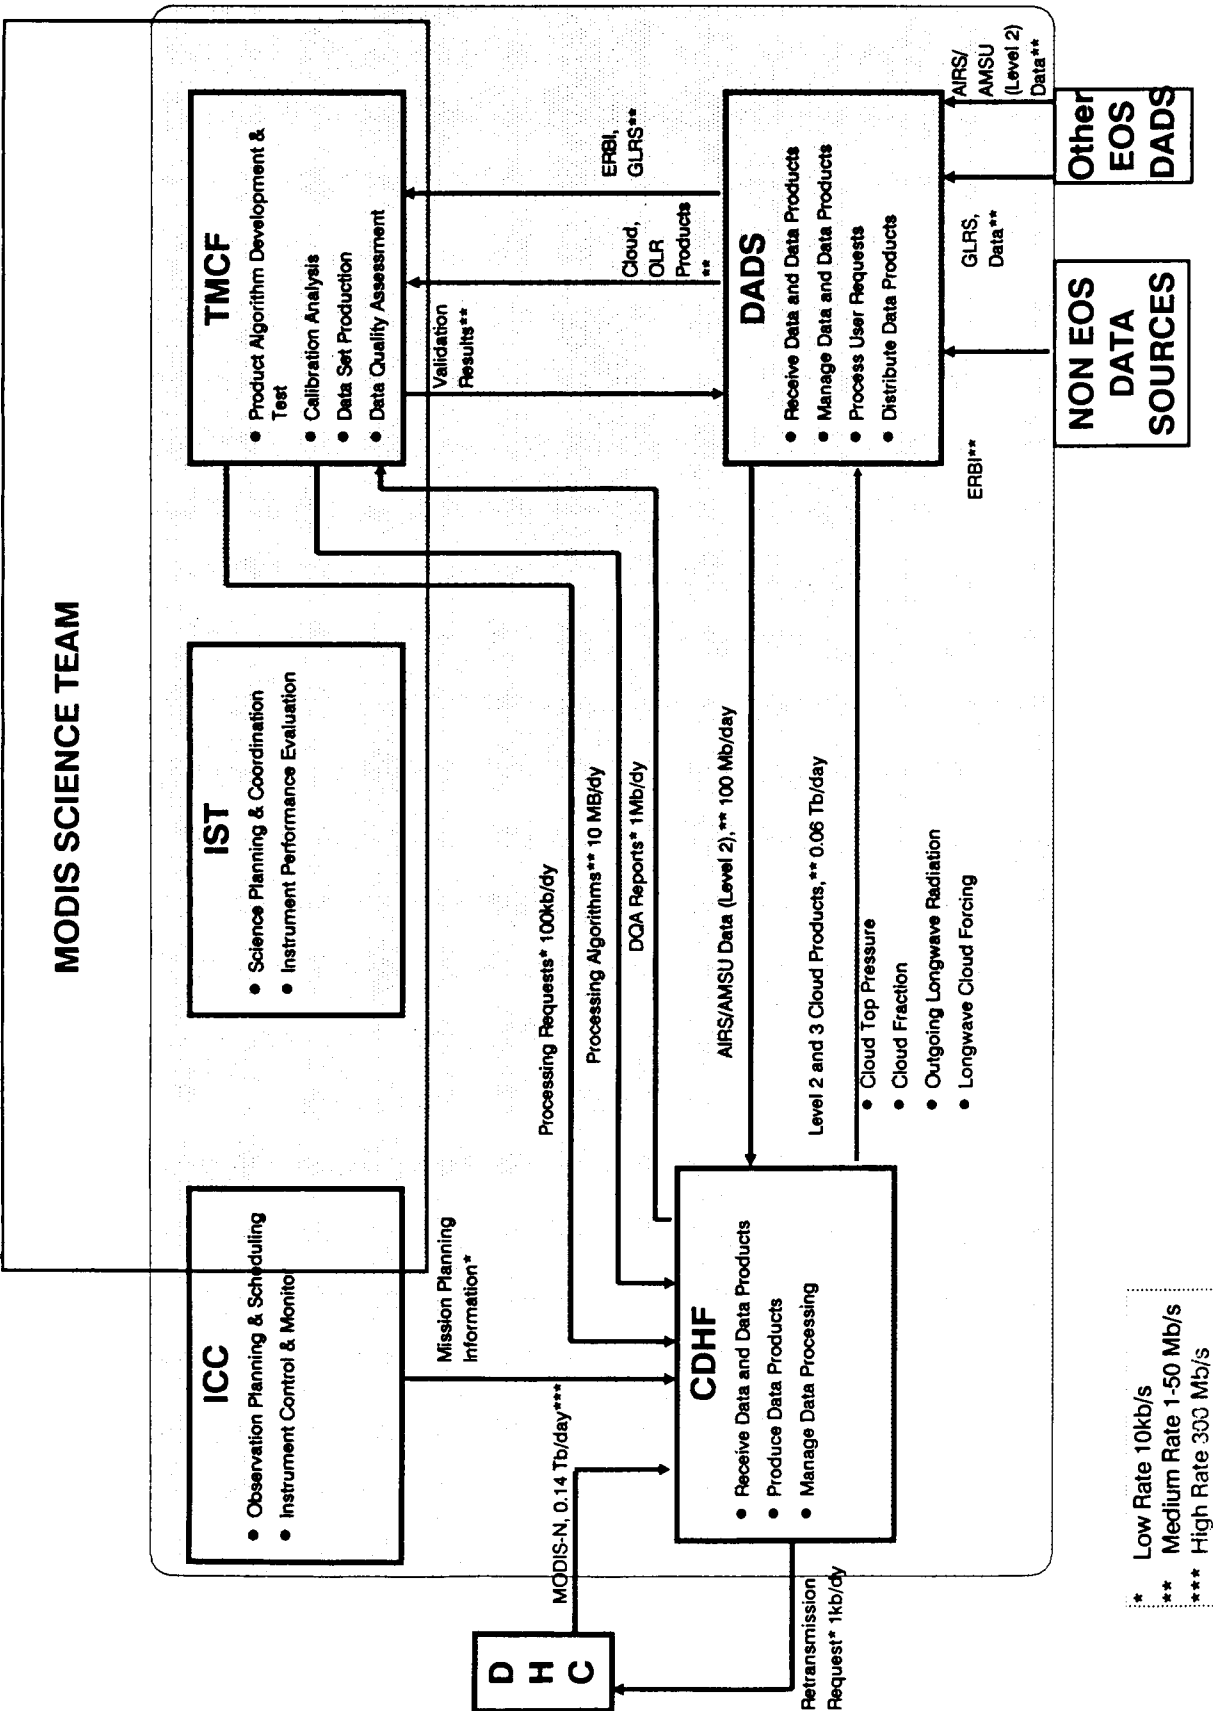 MODIS SCIENCE TEAM
ICC
● Observation Planning & Scheduling
● Instrument Control & Monitor
IST
● Science Planning & Coordination
● Instrument Performance Evaluation
TMCF
● Product Algorithm Development &
Test
● Calibration Analysis
● Data Set Production
● Data Quality Assessment
Mission Planning
Information*
Processing Requests* 100kb/dy
Processing Algorithms** 10 MB/dy
DQA Reports* 1Mb/dy
Validation
Results**
Cloud,
OLR
Products
**
ERBI,
GLRS**
D
H
C
MODIS-N, 0.14 Tb/day***
Retransmission
Request* 1kb/dy
CDHF
● Receive Data and Data Products
● Produce Data Products
● Manage Data Processing
AIRS/AMSU Data (Level 2),** 100 Mb/day
Level 2 and 3 Cloud Products,** 0.06 Tb/day
● Cloud Top Pressure
● Cloud Fraction
● Outgoing Longwave Radiation
● Longwave Cloud Forcing
DADS
● Receive Data and Data Products
● Manage Data and Data Products
● Process User Requests
● Distribute Data Products
ERBI**
GLRS,
Data**
AIRS/
AMSU
(Level 2)
Data**
NON EOS
DATA
SOURCES
Other
EOS
DADS
* Low Rate 10kb/s
** Medium Rate 1-50 Mb/s
*** High Rate 300 Mb/s